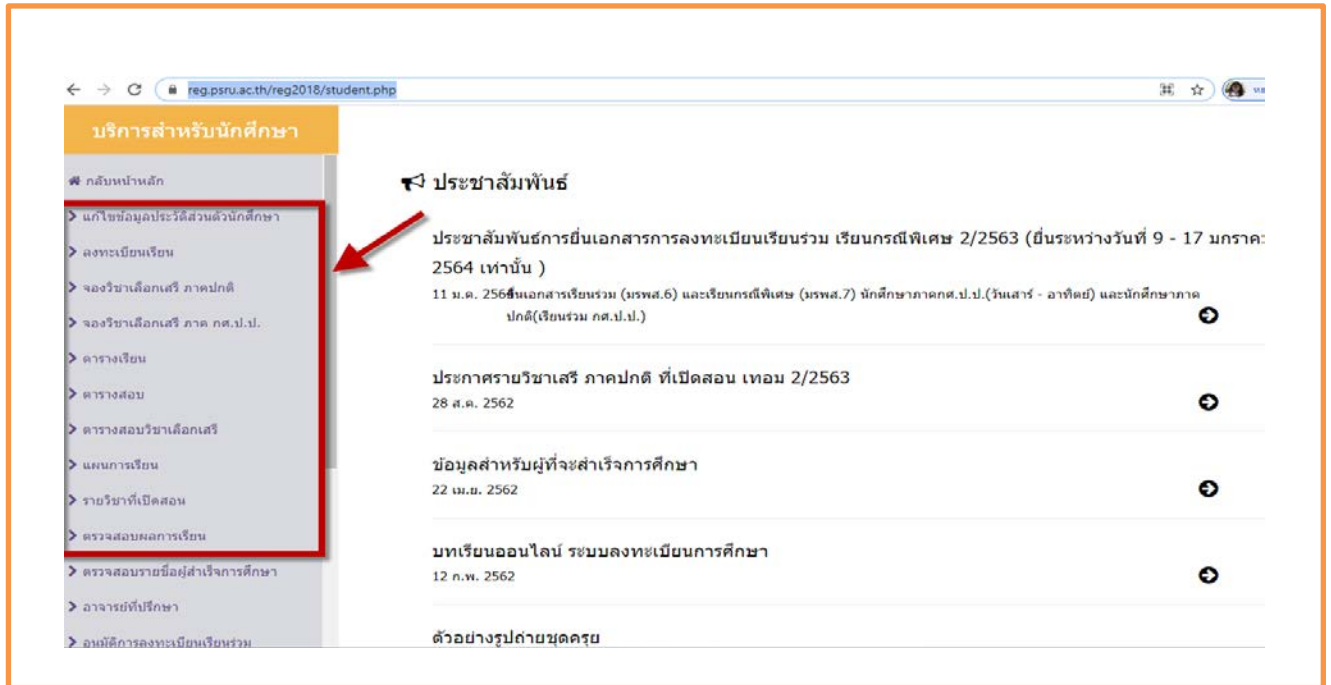 reg.psru.ac.th/reg2018/student.php
บริการสำหรับนักศึกษา
กลับหน้าหลัก
แก้ไขข้อมูลประวัติส่วนตัวนักศึกษา
ลงทะเบียนเรียน
จองวิชาเลือกเสรี ภาคปกติ
จองวิชาเลือกเสรี ภาค กศ.ป.ป.
ตารางเรียน
ตารางสอบ
ตารางสอบวิชาเลือกเสรี
แผนการเรียน
รายวิชาที่เปิดสอน
ตรวจสอบผลการเรียน
ตรวจสอบรายชื่อผู้สำเร็จการศึกษา
อาจารย์ที่ปรึกษา
อนุมัติการลงทะเบียนเรียนร่วม
ประชาสัมพันธ์
ประชาสัมพันธ์การยื่นเอกสารการลงทะเบียนเรียนร่วม เรียนกรณีพิเศษ 2/2563 (ยื่นระหว่างวันที่ 9 - 17 มกราค
2564 เท่านั้น )
11 ม.ค. 2564 ยื่นเอกสารเรียนร่วม (มรพส.6) และเรียนกรณีพิเศษ (มรพส.7) นักศึกษาภาคกศ.ป.ป.(วันเสาร์ - อาทิตย์) และนักศึกษาภาค
ปกติ(เรียนร่วม กศ.ป.ป.)
ประกาศรายวิชาเสรี ภาคปกติ ที่เปิดสอน เทอม 2/2563
28 ส.ค. 2562
ข้อมูลสำหรับผู้ที่จะสำเร็จการศึกษา
22 เม.ย. 2562
บทเรียนออนไลน์ ระบบลงทะเบียนการศึกษา
12 ก.พ. 2562
ตัวอย่างรูปถ่ายชุดครุย